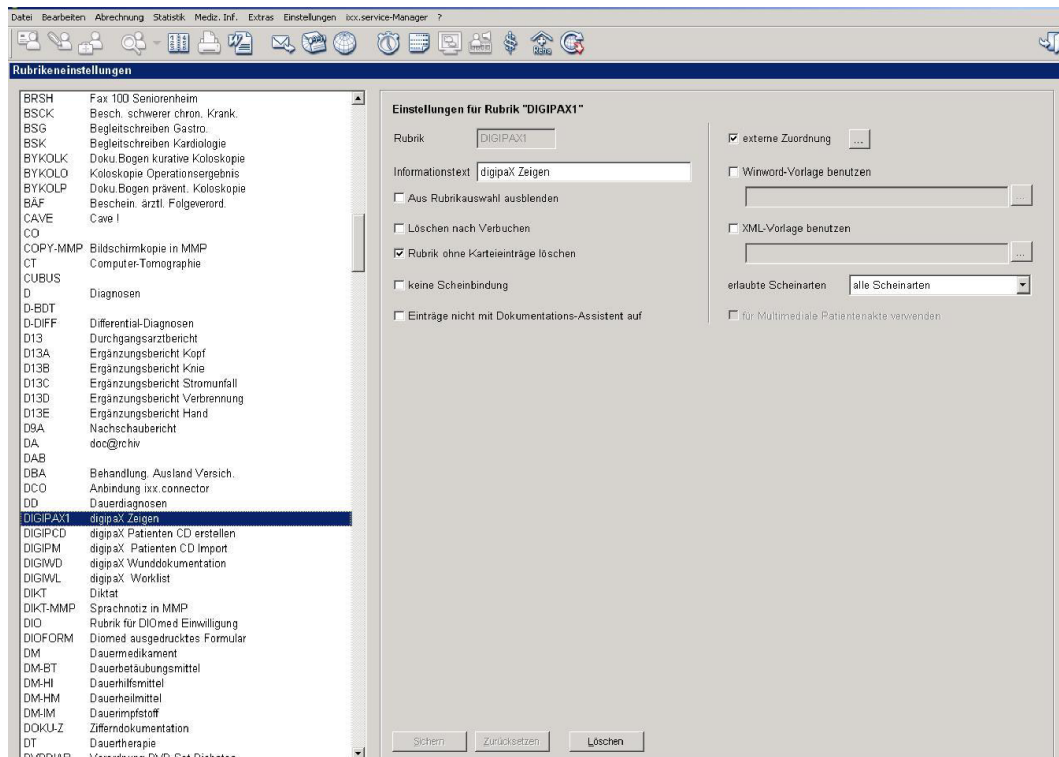 Datei Bearbeiten Abrechnung Statistik Mediz. Inf. Extras Einstellungen ixx.service-Manager ?
Rubrikeneinstellungen
BRSH Fax 100 Seniorenheim
BSCK Besch. schwerer chron. Krank.
BSG Begleitschreiben Gastro.
BSK Begleitschreiben Kardiologie
BYKOLK Doku.Bogen kurative Koloskopie
BYKOLO Koloskopie Operationsergebnis
BYKOLP Doku.Bogen prävent. Koloskopie
BÄF Beschein. ärztl. Folgeverord.
CAVE Cave !
CO
COPY-MMP Bildschirmkopie in MMP
CT Computer-Tomographie
CUBUS
D Diagnosen
D-BDT
D-DIFF Differential-Diagnosen
D13 Durchgangsarztbericht
D13A Ergänzungsbericht Kopf
D13B Ergänzungsbericht Knie
D13C Ergänzungsbericht Stromunfall
D13D Ergänzungsbericht Verbrennung
D13E Ergänzungsbericht Hand
D9A Nachschaubericht
DA doc@rchiv
DAB
DBA Behandlung. Ausland Versich.
DCO Anbindung ixx.connector
DD Dauerdiagnosen
DIGIPAX1 digipaX Zeigen
DIGIPCD digipaX Patienten CD erstellen
DIGIPM digipaX Patienten CD Import
DIGIWD digipaX Wunddokumentation
DIGIWL digipaX Worklist
DIKT Diktat
DIKT-MMP Sprachnotiz in MMP
DIO Rubrik für DIOmed Einwilligung
DIOFORM Diomed ausgedrucktes Formular
DM Dauermedikament
DM-BT Dauerbetäubungsmittel
DM-HI Dauerhilfsmittel
DM-HM Dauerheilmittel
DM-IM Dauerimpfstoff
DOKU-Z Zifferndokumentation
DT Dauertherapie
Einstellungen für Rubrik "DIGIPAX1"
Rubrik DIGIPAX1
Informationstext digipaX Zeigen
Aus Rubrikauswahl ausblenden
Löschen nach Verbuchen
Rubrik ohne Karteieinträge löschen
keine Scheinbindung
Einträge nicht mit Dokumentations-Assistent auf
externe Zuordnung ...
Winword-Vorlage benutzen
...
XML-Vorlage benutzen
...
erlaubte Scheinarten alle Scheinarten
für Multimediale Patientenakte verwenden
Sichern Zurücksetzen Löschen